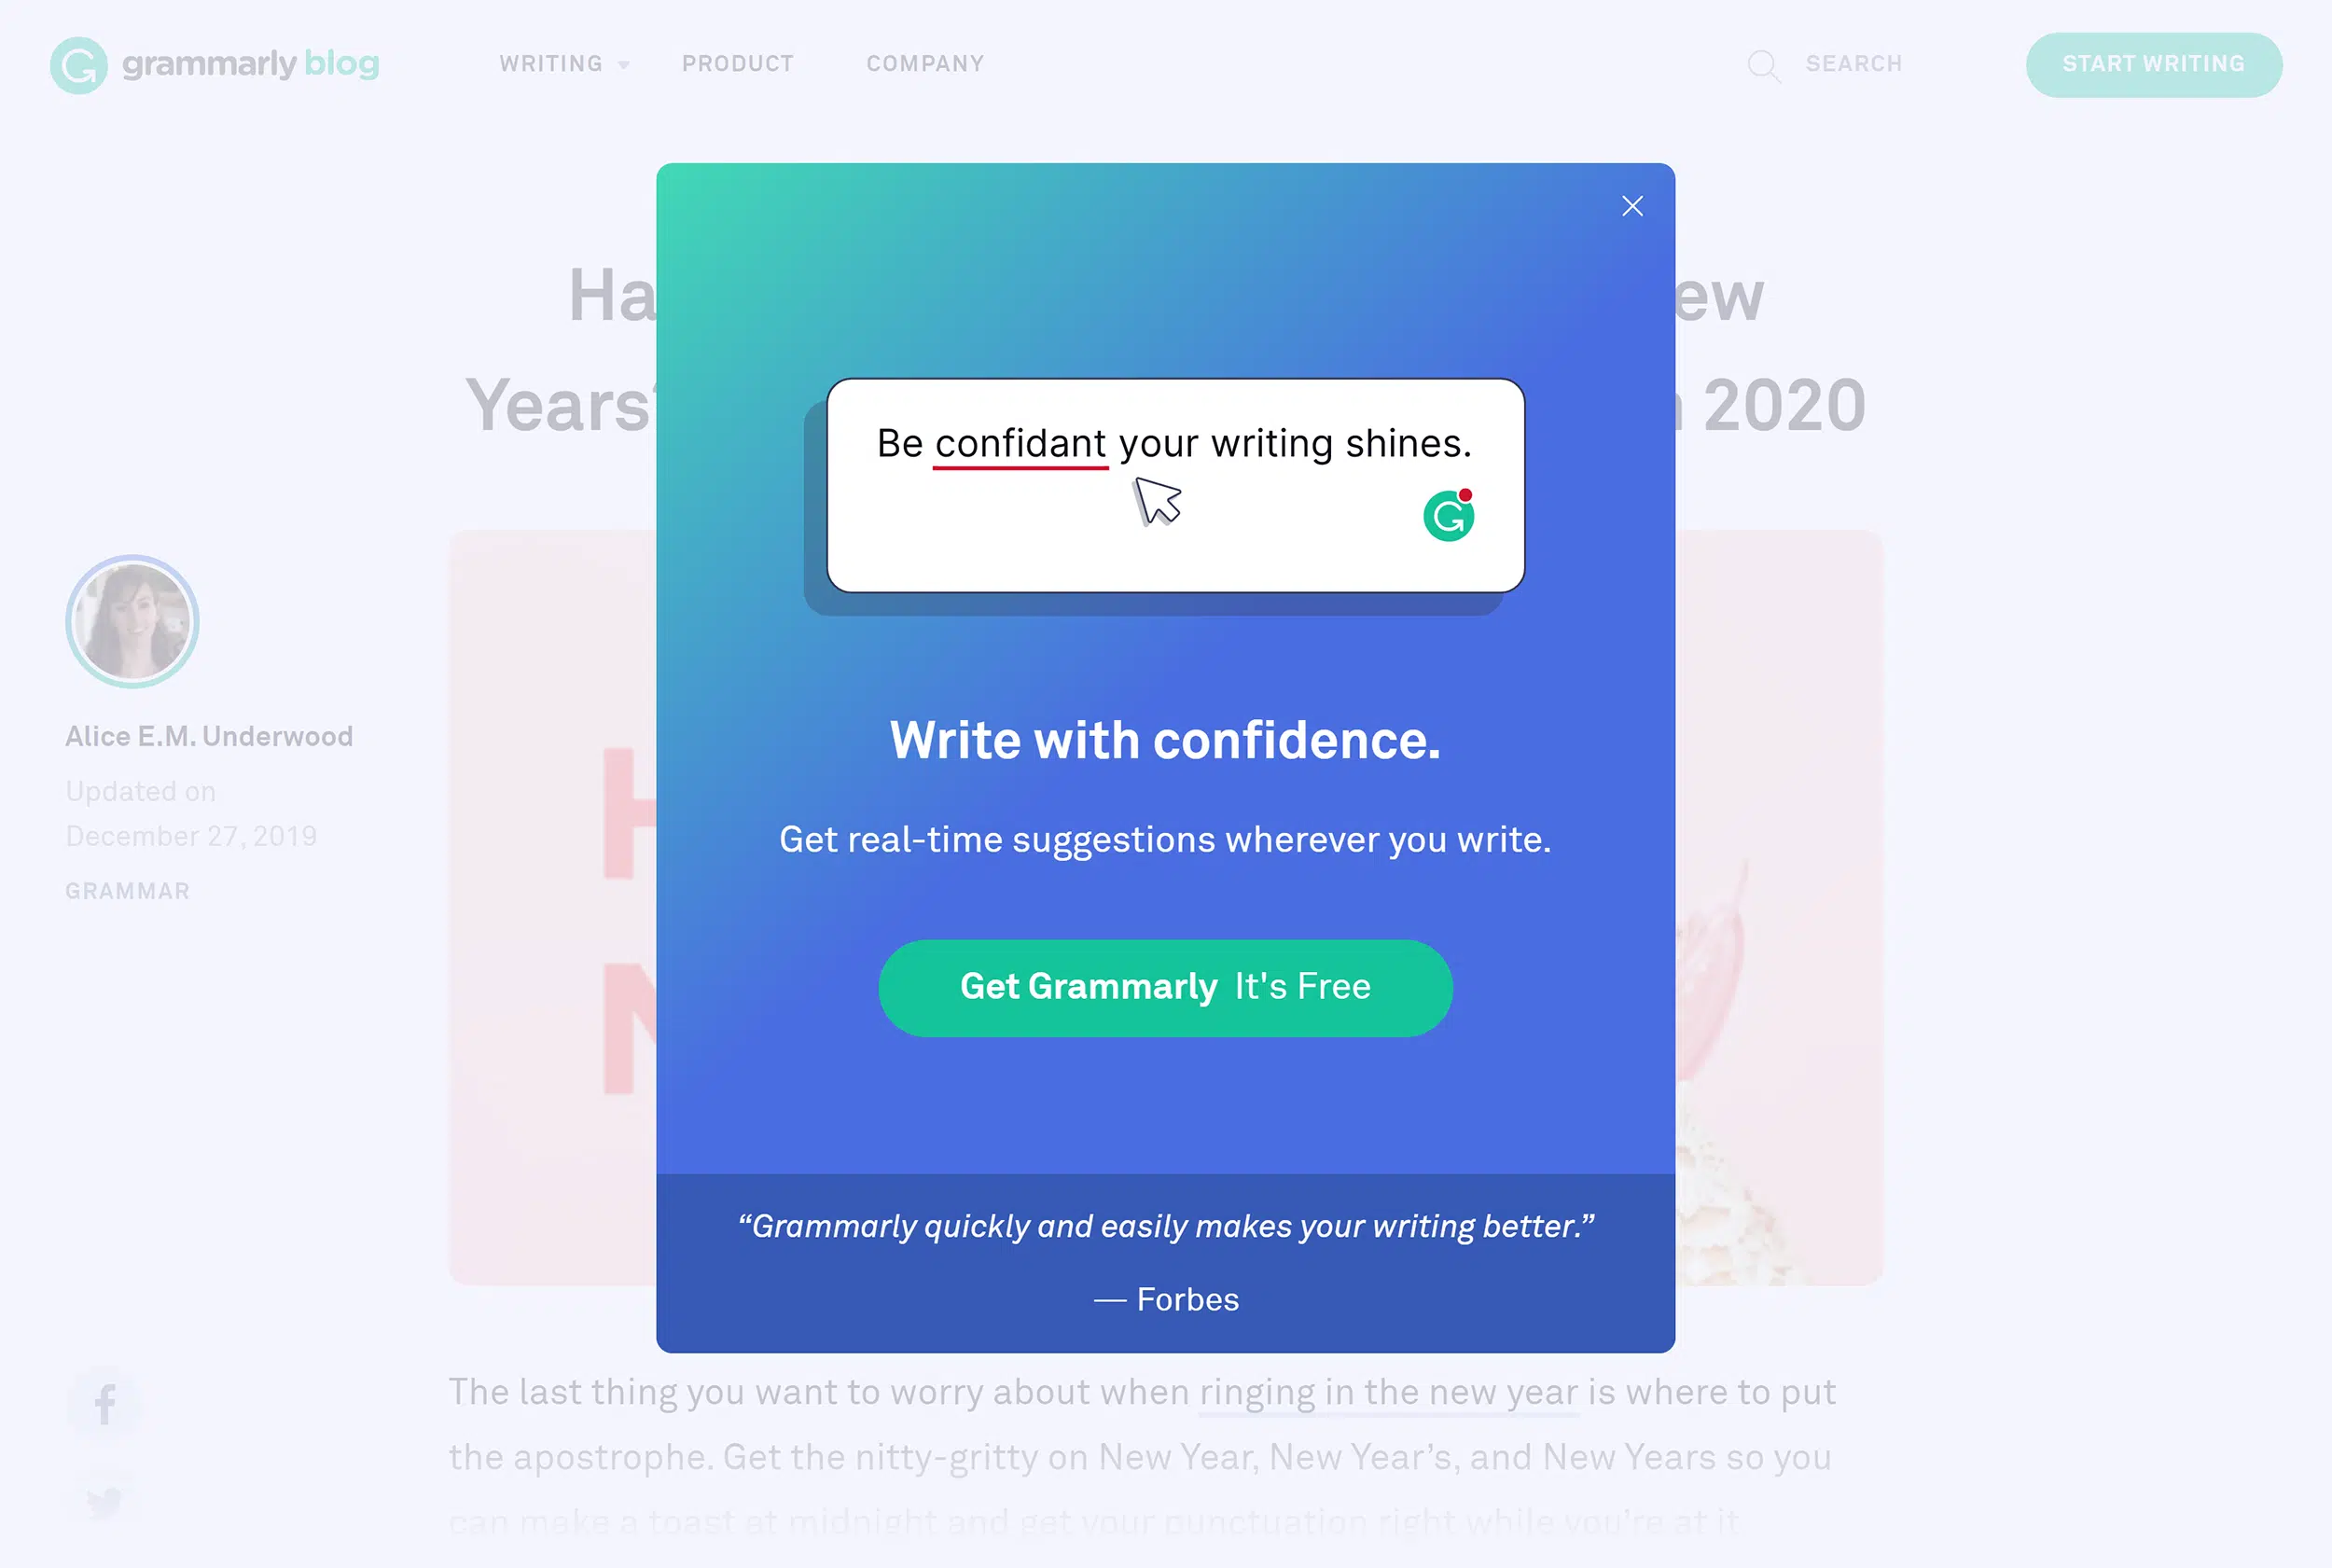 grammarly blog
WRITING
PRODUCT
COMPANY
SEARCH
START WRITING
Be confidant your writing shines.
Write with confidence.
Get real-time suggestions wherever you write.
Get Grammarly It's Free
“Grammarly quickly and easily makes your writing better.”
— Forbes
Years
2020
Alice E.M. Underwood
Updated on
December 27, 2019
GRAMMAR
The last thing you want to worry about when ringing in the new year is where to put
the apostrophe. Get the nitty-gritty on New Year, New Year’s, and New Years so you
can make a toast at midnight and get your punctuation right while you’re at it